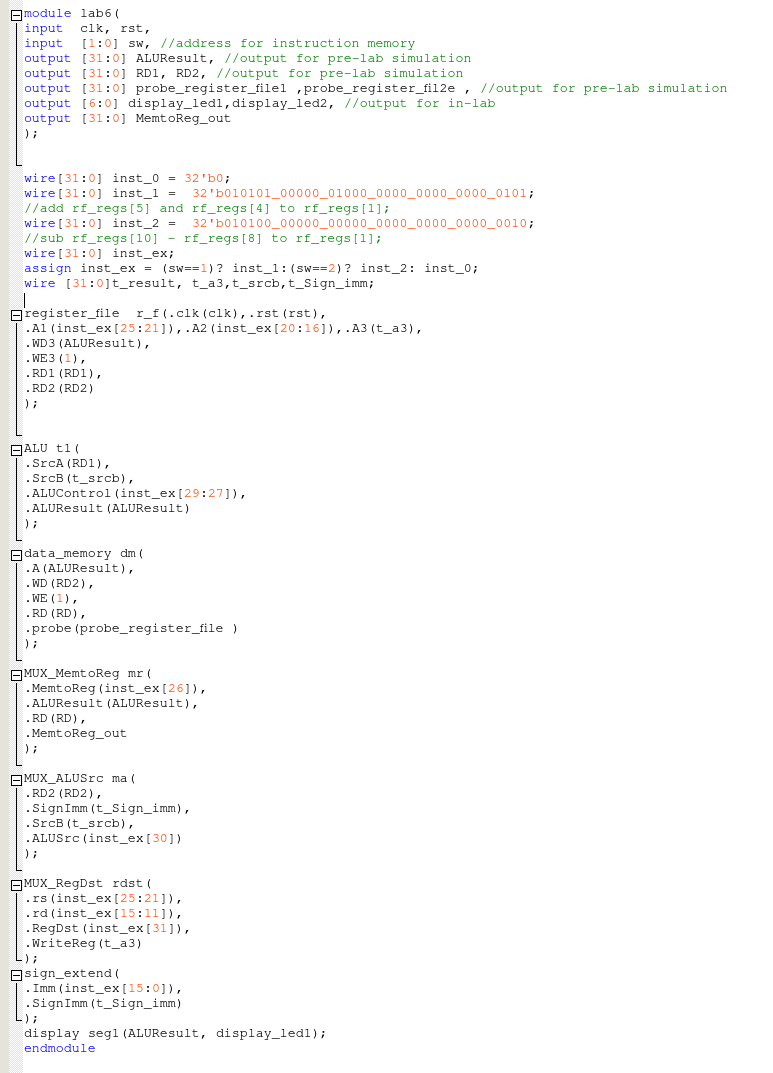 module lab6(
input  clk, rst,
input  [1:0] sw, //address for instruction memory
output [31:0] ALUResult, //output for pre-lab simulation
output [31:0] RD1, RD2, //output for pre-lab simulation
output [31:0] probe_register_file1 ,probe_register_fil2e , //output for pre-lab simulation
output [6:0] display_led1,display_led2, //output for in-lab
output [31:0] MemtoReg_out
);
wire[31:0] inst_0 = 32'b0;
wire[31:0] inst_1 =  32'b010101_00000_01000_0000_0000_0000_0101;
//add rf_regs[5] and rf_regs[4] to rf_regs[1];
wire[31:0] inst_2 =  32'b010100_00000_00000_0000_0000_0000_0010;
//sub rf_regs[10] - rf_regs[8] to rf_regs[1];
wire[31:0] inst_ex;
assign inst_ex = (sw==1)? inst_1:(sw==2)? inst_2: inst_0;
wire [31:0]t_result, t_a3,t_srcb,t_Sign_imm;
register_file  r_f(.clk(clk),.rst(rst),
.A1(inst_ex[25:21]),.A2(inst_ex[20:16]),.A3(t_a3),
.WD3(ALUResult),
.WE3(1),
.RD1(RD1),
.RD2(RD2)
);
ALU t1(
.SrcA(RD1),
.SrcB(t_srcb),
.ALUControl(inst_ex[29:27]),
.ALUResult(ALUResult)
);
data_memory dm(
.A(ALUResult),
.WD(RD2),
.WE(1),
.RD(RD),
.probe(probe_register_file )
);
MUX_MemtoReg mr(
.MemtoReg(inst_ex[26]),
.ALUResult(ALUResult),
.RD(RD),
.MemtoReg_out
);
MUX_ALUSrc ma(
.RD2(RD2),
.SignImm(t_Sign_imm),
.SrcB(t_srcb),
.ALUSrc(inst_ex[30])
);
MUX_RegDst rdst(
.rs(inst_ex[25:21]),
.rd(inst_ex[15:11]),
.RegDst(inst_ex[31]),
.WriteReg(t_a3)
);
sign_extend(
.Imm(inst_ex[15:0]),
.SignImm(t_Sign_imm)
);
display seg1(ALUResult, display_led1);
endmodule